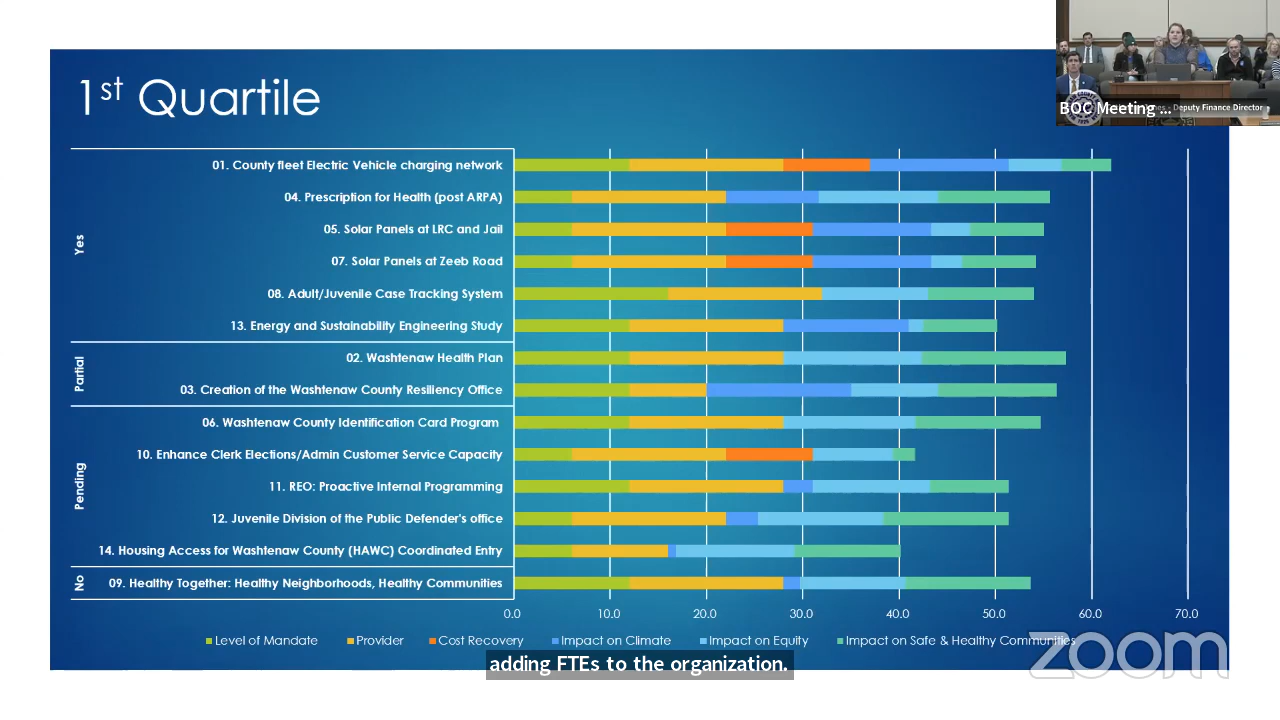 1st Quartile
BOC Meeting ...
- Deputy Finance Director
Yes
01. County fleet Electric Vehicle charging network
04. Prescription for Health (post ARPA)
05. Solar Panels at LRC and Jail
07. Solar Panels at Zeeb Road
08. Adult/Juvenile Case Tracking System
13. Energy and Sustainability Engineering Study
Partial
02. Washtenaw Health Plan
03. Creation of the Washtenaw County Resiliency Office
Pending
06. Washtenaw County Identification Card Program
10. Enhance Clerk Elections/Admin Customer Service Capacity
11. REO: Proactive Internal Programming
12. Juvenile Division of the Public Defender's office
14. Housing Access for Washtenaw County (HAWC) Coordinated Entry
No
09. Healthy Together: Healthy Neighborhoods, Healthy Communities
0.0 10.0 20.0 30.0 40.0 50.0 60.0 70.0
Level of Mandate Provider Cost Recovery Impact on Climate Impact on Equity Impact on Safe & Healthy Communities
zoom
adding FTEs to the organization.